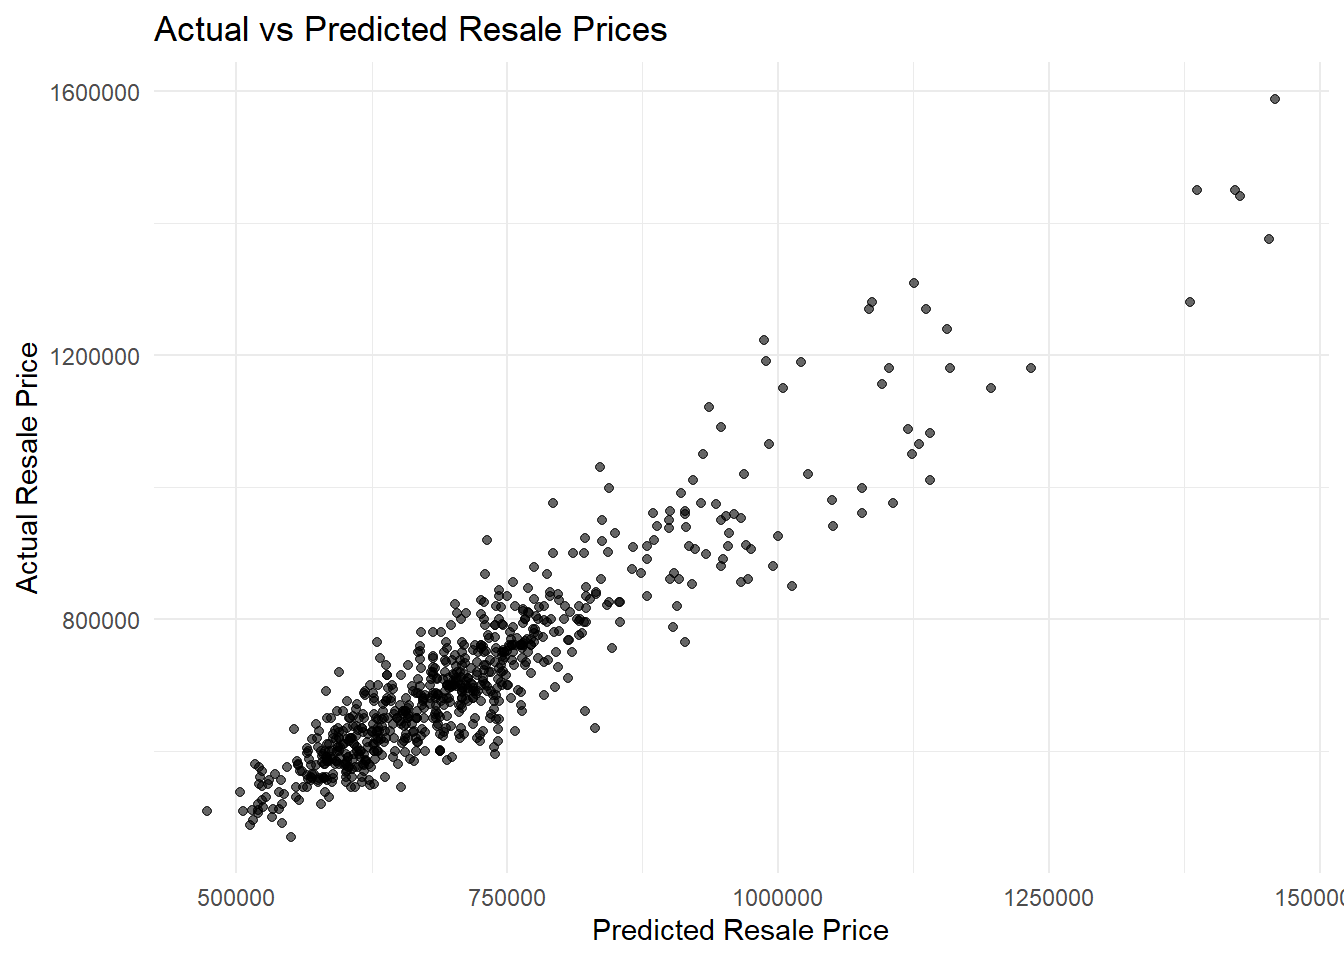 Actual vs Predicted Resale Prices
1600000
1200000
800000
Actual Resale Price
500000 750000 1000000 1250000 150000
Predicted Resale Price